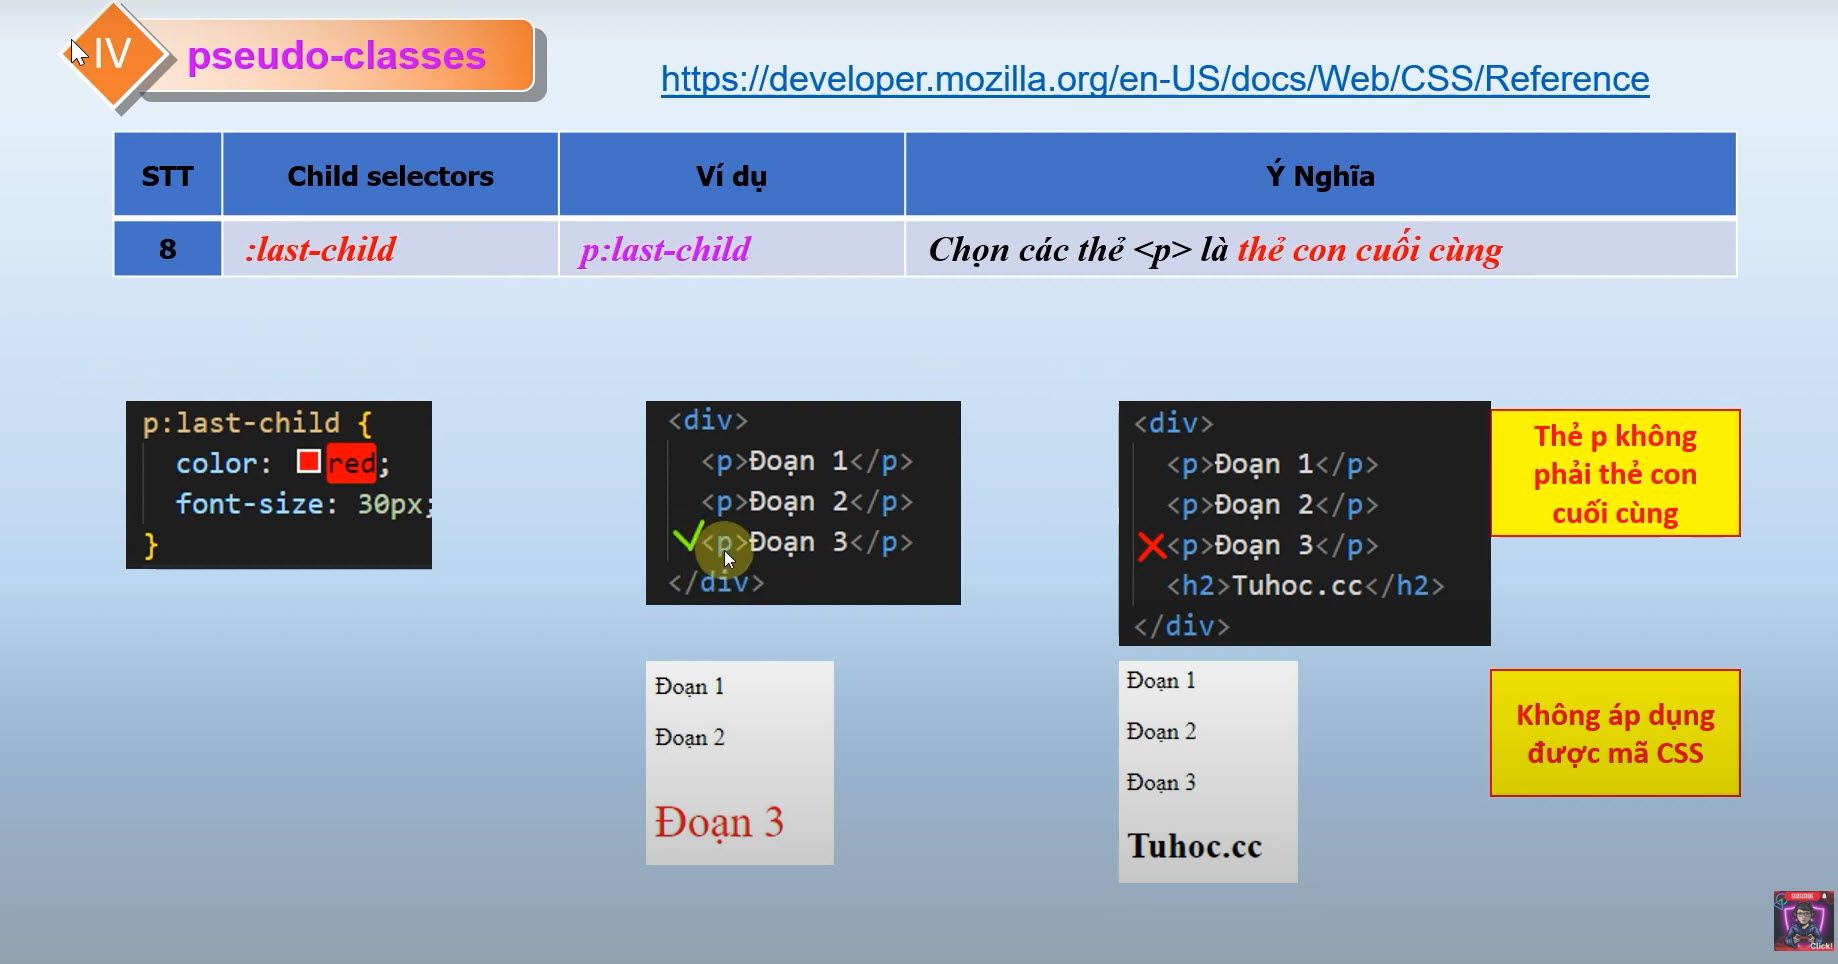 IV
pseudo-classes
https://developer.mozilla.org/en-US/docs/Web/CSS/Reference
STT Child selectors Ví dụ Ý Nghĩa
8 :last-child p:last-child Chọn các thẻ <p> là thẻ con cuối cùng
p:last-child {
color: red;
font-size: 30px;
}
<div>
<p>Đoạn 1</p>
<p>Đoạn 2</p>
<p>Đoạn 3</p>
</div>
Đoạn 1
Đoạn 2
Đoạn 3
<div>
<p>Đoạn 1</p>
<p>Đoạn 2</p>
<p>Đoạn 3</p>
<h2>Tuhoc.cc</h2>
</div>
Thẻ p không
phải thẻ con
cuối cùng
Đoạn 1
Đoạn 2
Đoạn 3
Tuhoc.cc
Không áp dụng
được mã CSS
SUBSCRIBE
Click!